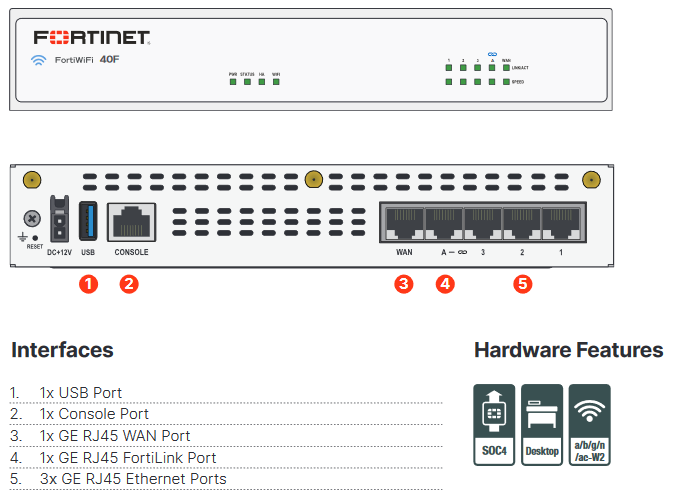 FORTINET
FortiWiFi 40F
1 2 3 A WAN
LINK/ACT
PWR STATUS HA WIFI
SPEED
RESET
DC+12V USB CONSOLE WAN A 3 2 1
1 2 3 4 5
Interfaces
1. 1x USB Port
2. 1x Console Port
3. 1x GE RJ45 WAN Port
4. 1x GE RJ45 FortiLink Port
5. 3x GE RJ45 Ethernet Ports
Hardware Features
SOC4
Desktop
a/b/g/n
/ac-W2